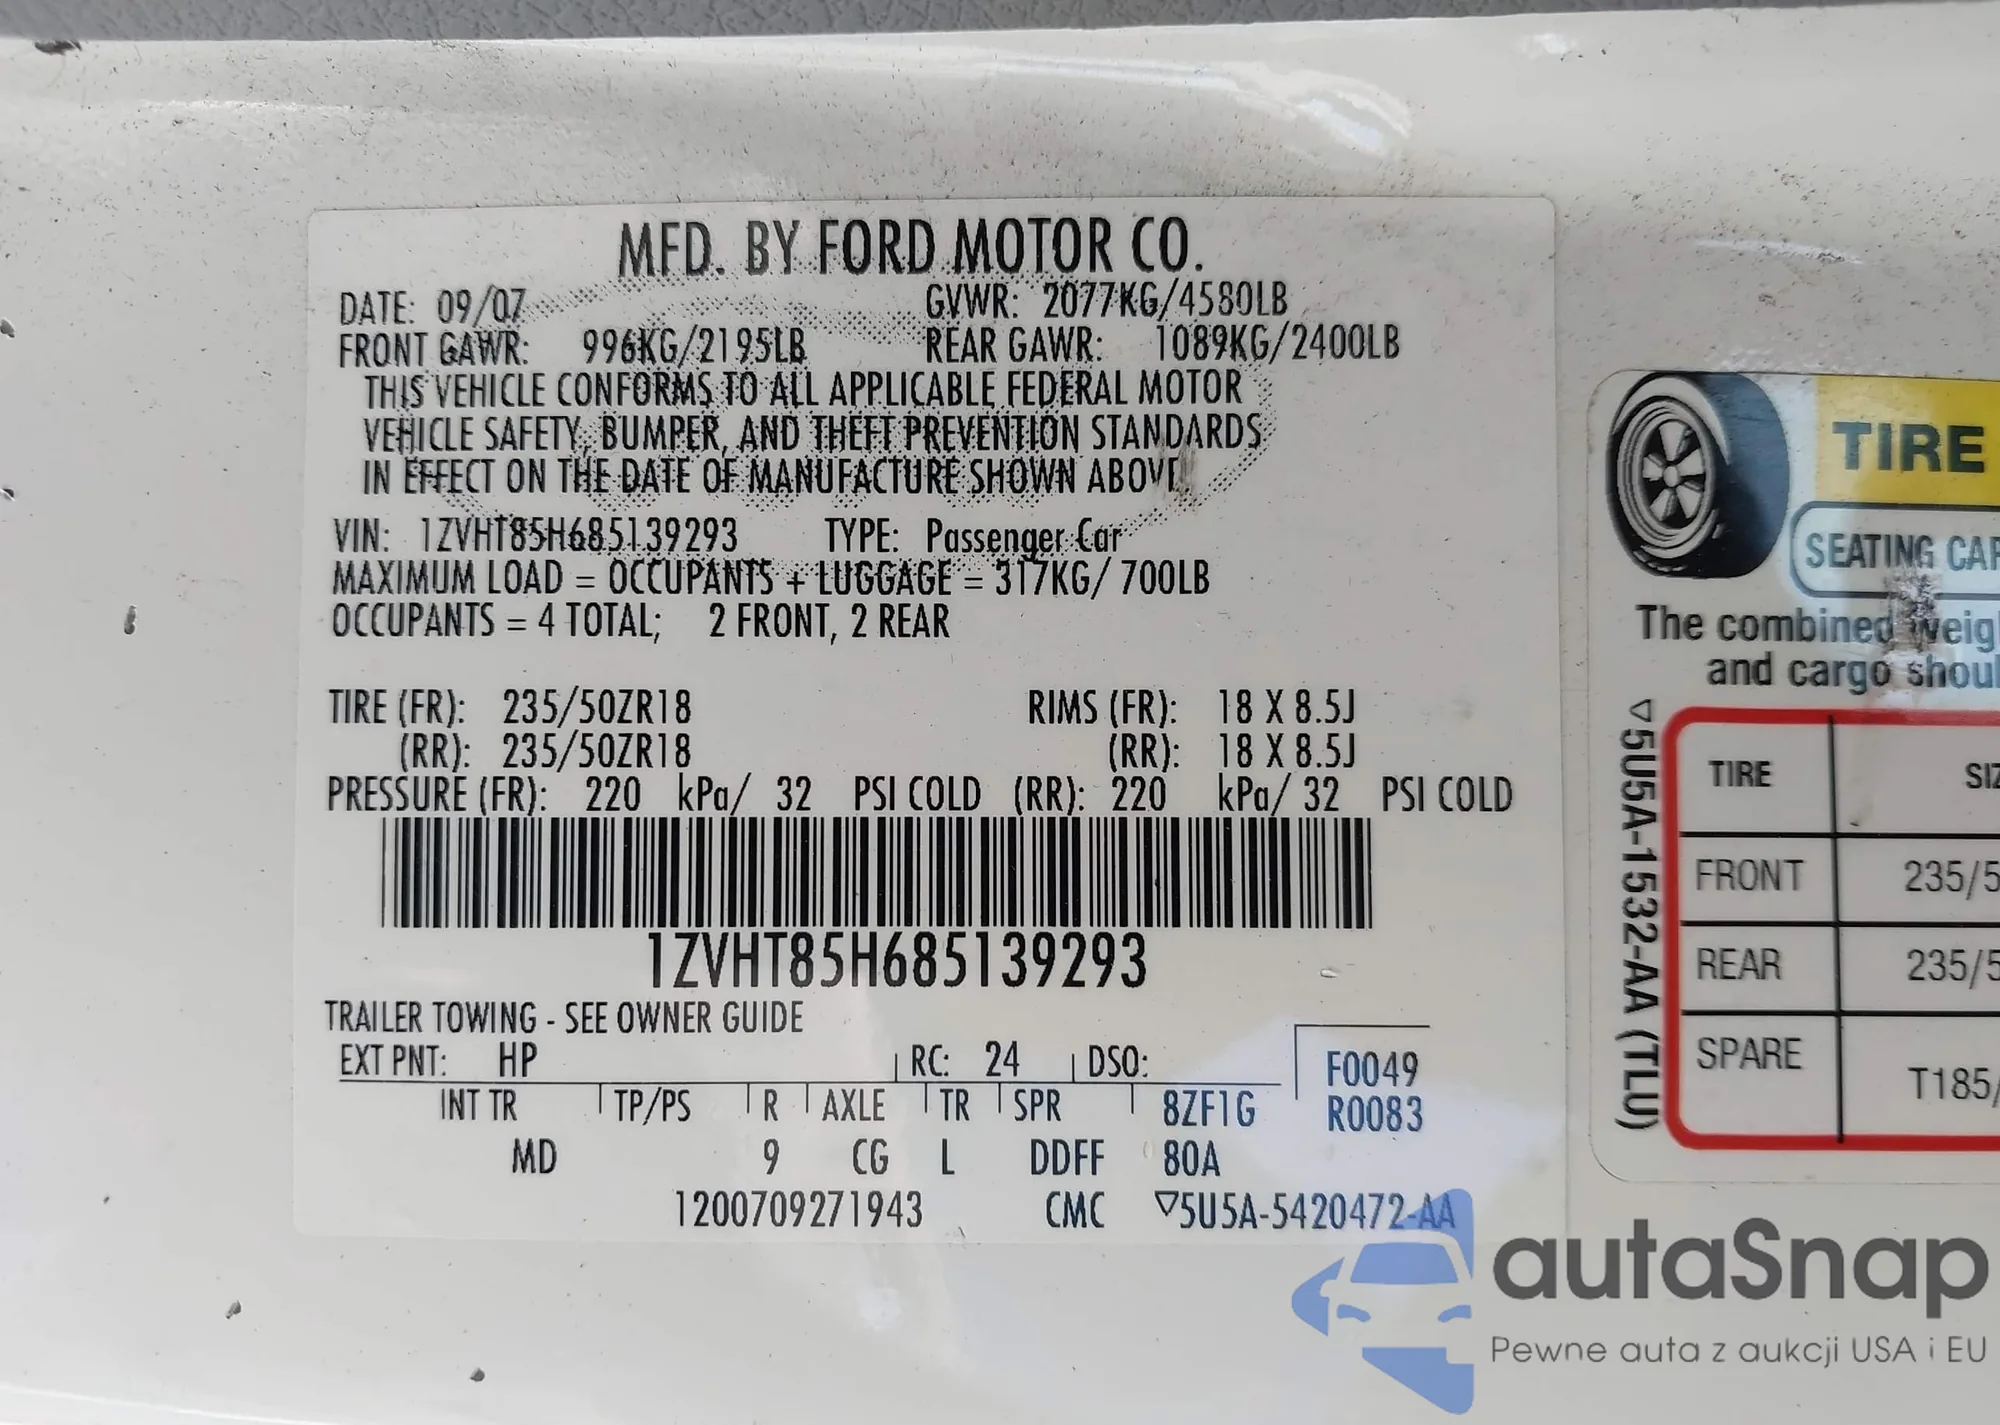 MFD. BY FORD MOTOR CO.
DATE: 09/07 GVWR: 2077KG/4580LB
FRONT GAWR: 996KG/2195LB REAR GAWR: 1089KG/2400LB
THIS VEHICLE CONFORMS TO ALL APPLICABLE FEDERAL MOTOR
VEHICLE SAFETY, BUMPER, AND THEFT PREVENTION STANDARDS
IN EFFECT ON THE DATE OF MANUFACTURE SHOWN ABOVE
VIN: 1ZVHT85H685139293 TYPE: Passenger Car
MAXIMUM LOAD = OCCUPANTS + LUGGAGE = 317KG/ 700LB
OCCUPANTS = 4 TOTAL; 2 FRONT, 2 REAR
TIRE (FR): 235/50ZR18 RIMS (FR): 18 X 8.5J
(RR): 235/50ZR18 (RR): 18 X 8.5J
PRESSURE (FR): 220 kPa/ 32 PSI COLD (RR): 220 kPa/ 32 PSI COLD
1ZVHT85H685139293
TRAILER TOWING - SEE OWNER GUIDE
EXT PNT: HP RC: 24 DSO: F0049
INT TR TP/PS R AXLE TR SPR 8ZF1G R0083
MD 9 CG L DDFF 80A
1200709271943 CMC ▽5U5A-5420472-AA
TIRE
SEATING CAP
The combined weig
and cargo shoul
▽5U5A-1532-AA (TLU)
TIRE SIZ
FRONT 235/5
REAR 235/5
SPARE T185/
autaSnap
Pewne auta z aukcji USA i EU